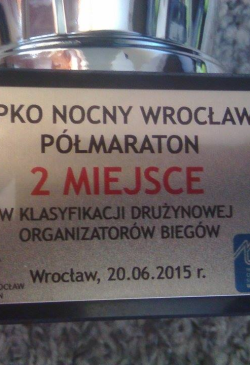 PKO NOCNY WROCŁAW
PÓŁMARATON
2 MIEJSCE
W KLASYFIKACJI DRUŻYNOWEJ
ORGANIZATORÓW BIEGÓW
Wrocław, 20.06.2015 r.